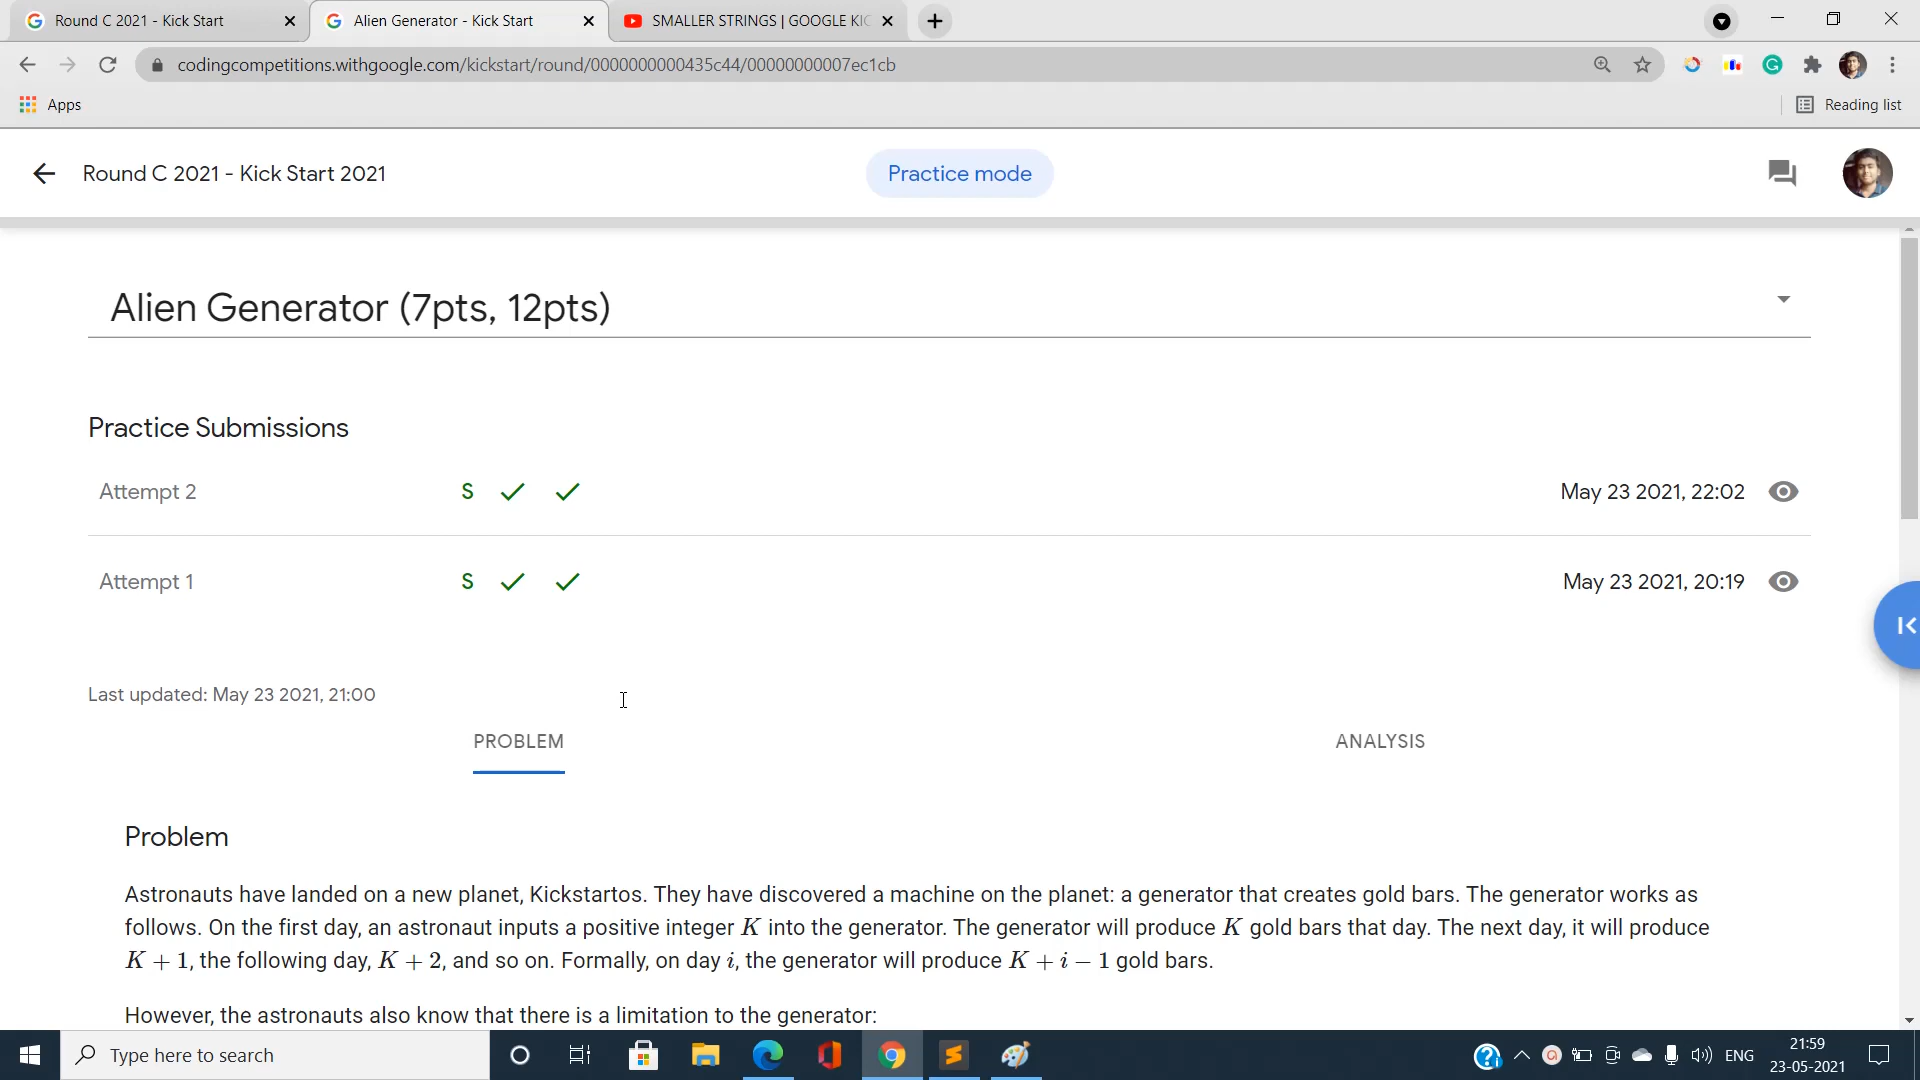 Round C 2021 - Kick Start
Alien Generator - Kick Start
SMALLER STRINGS | GOOGLE KIC
codingcompetitions.withgoogle.com/kickstart/round/0000000000435c44/00000000007ec1cb
Apps
Reading list
Round C 2021 - Kick Start 2021
Practice mode
Alien Generator (7pts, 12pts)
Practice Submissions
Attempt 2 S May 23 2021, 22:02
Attempt 1 S May 23 2021, 20:19
Last updated: May 23 2021, 21:00
PROBLEM ANALYSIS
Problem
Astronauts have landed on a new planet, Kickstartos. They have discovered a machine on the planet: a generator that creates gold bars. The generator works as
follows. On the first day, an astronaut inputs a positive integer K into the generator. The generator will produce K gold bars that day. The next day, it will produce
K + 1, the following day, K + 2, and so on. Formally, on day i, the generator will produce K + i − 1 gold bars.
However, the astronauts also know that there is a limitation to the generator:
Type here to search
ENG
21:59
23-05-2021